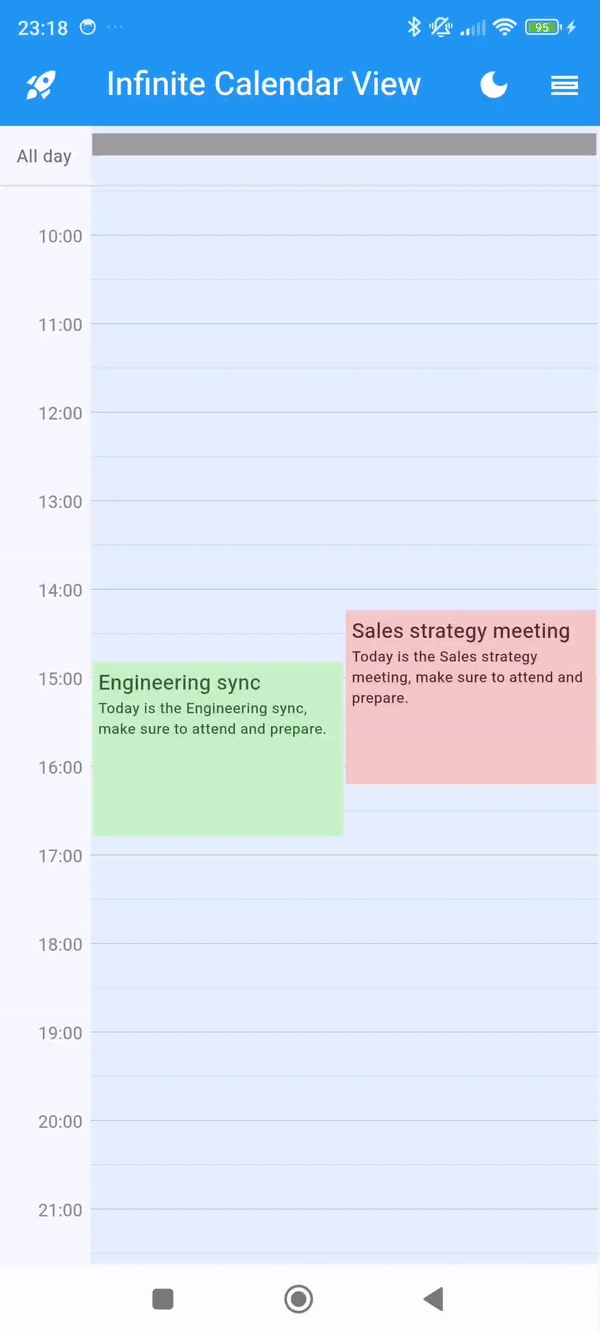 23:18
95
Infinite Calendar View
All day
10:00
11:00
12:00
13:00
14:00
Sales strategy meeting
Today is the Sales strategy
meeting, make sure to attend and
prepare.
15:00
Engineering sync
Today is the Engineering sync,
make sure to attend and prepare.
16:00
17:00
18:00
19:00
20:00
21:00